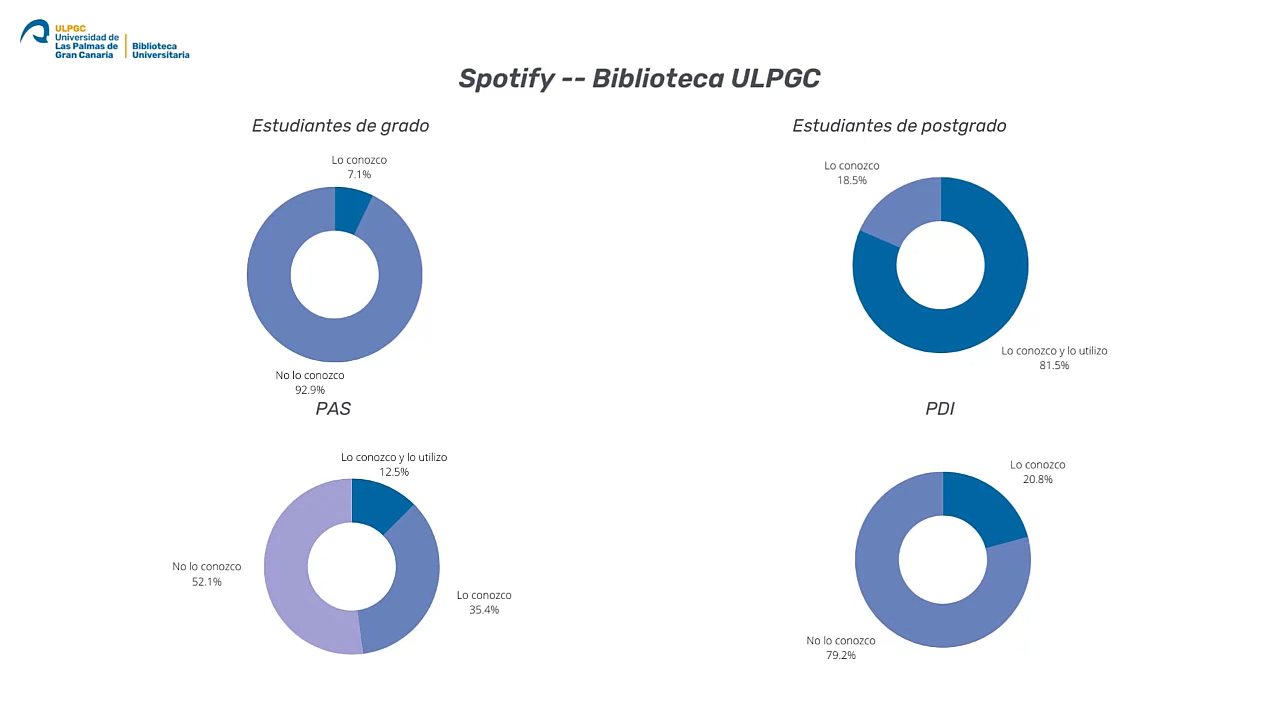 ULPGC
Universidad de
Las Palmas de
Gran Canaria
Biblioteca
Universitaria
Spotify -- Biblioteca ULPGC
Estudiantes de grado
Lo conozco
7.1%
No lo conozco
92.9%
Estudiantes de postgrado
Lo conozco
18.5%
Lo conozco y lo utilizo
81.5%
PAS
Lo conozco y lo utilizo
12.5%
No lo conozco
52.1%
Lo conozco
35.4%
PDI
Lo conozco
20.8%
No lo conozco
79.2%